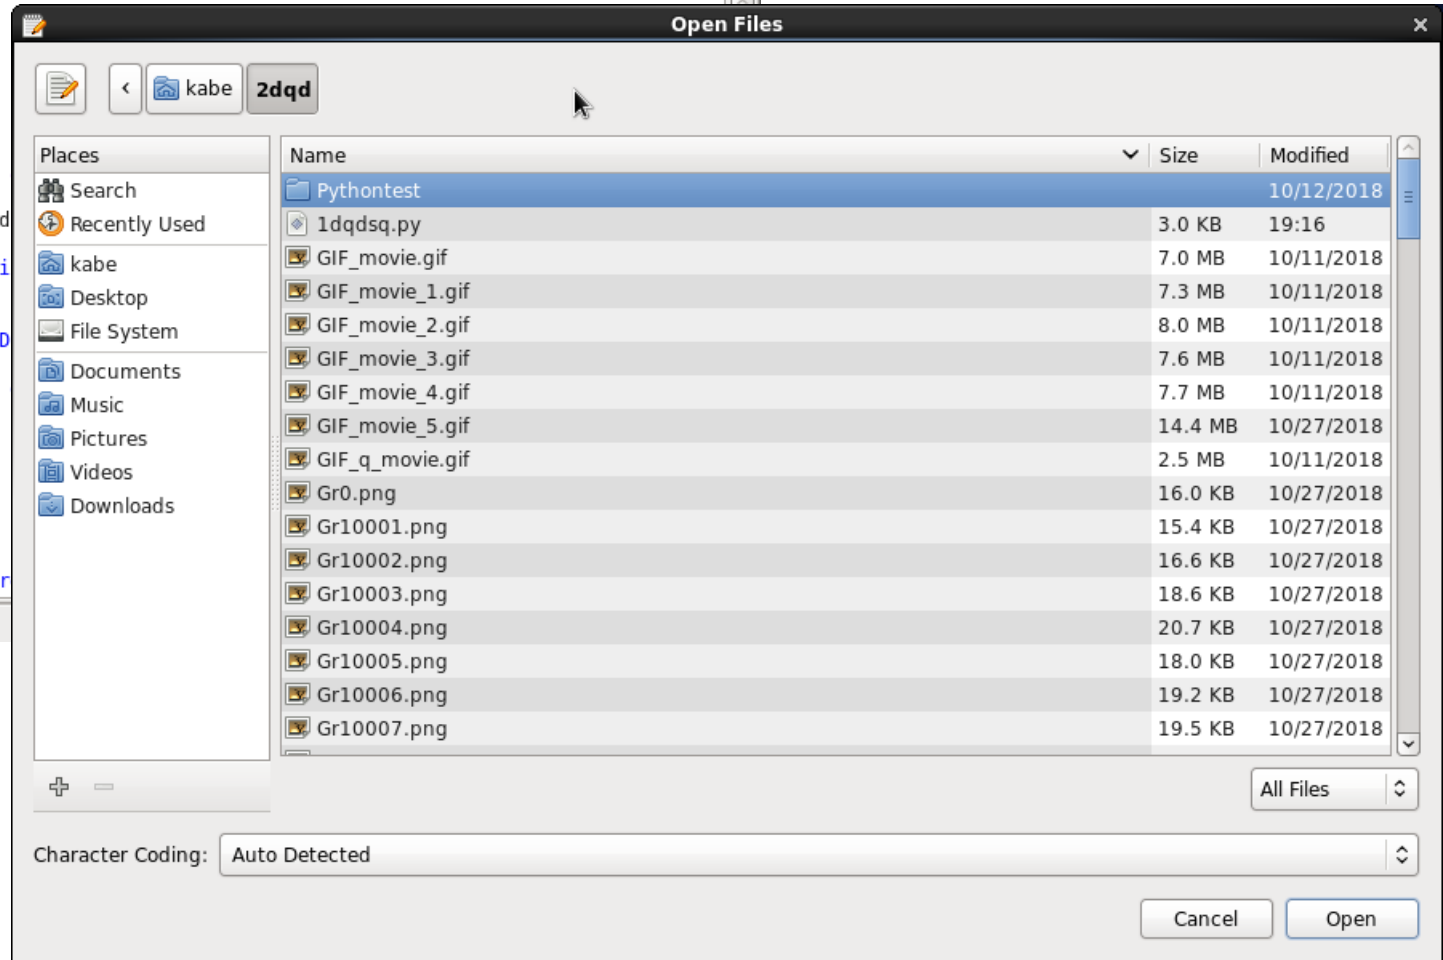 Open Files
kabe 2dqd
Places
Search
Recently Used
kabe
Desktop
File System
Documents
Music
Pictures
Videos
Downloads
Name Size Modified
Pythontest 10/12/2018
1dqdsq.py 3.0 KB 19:16
GIF_movie.gif 7.0 MB 10/11/2018
GIF_movie_1.gif 7.3 MB 10/11/2018
GIF_movie_2.gif 8.0 MB 10/11/2018
GIF_movie_3.gif 7.6 MB 10/11/2018
GIF_movie_4.gif 7.7 MB 10/11/2018
GIF_movie_5.gif 14.4 MB 10/27/2018
GIF_q_movie.gif 2.5 MB 10/11/2018
Gr0.png 16.0 KB 10/27/2018
Gr10001.png 15.4 KB 10/27/2018
Gr10002.png 16.6 KB 10/27/2018
Gr10003.png 18.6 KB 10/27/2018
Gr10004.png 20.7 KB 10/27/2018
Gr10005.png 18.0 KB 10/27/2018
Gr10006.png 19.2 KB 10/27/2018
Gr10007.png 19.5 KB 10/27/2018
All Files
Character Coding: Auto Detected
Cancel Open